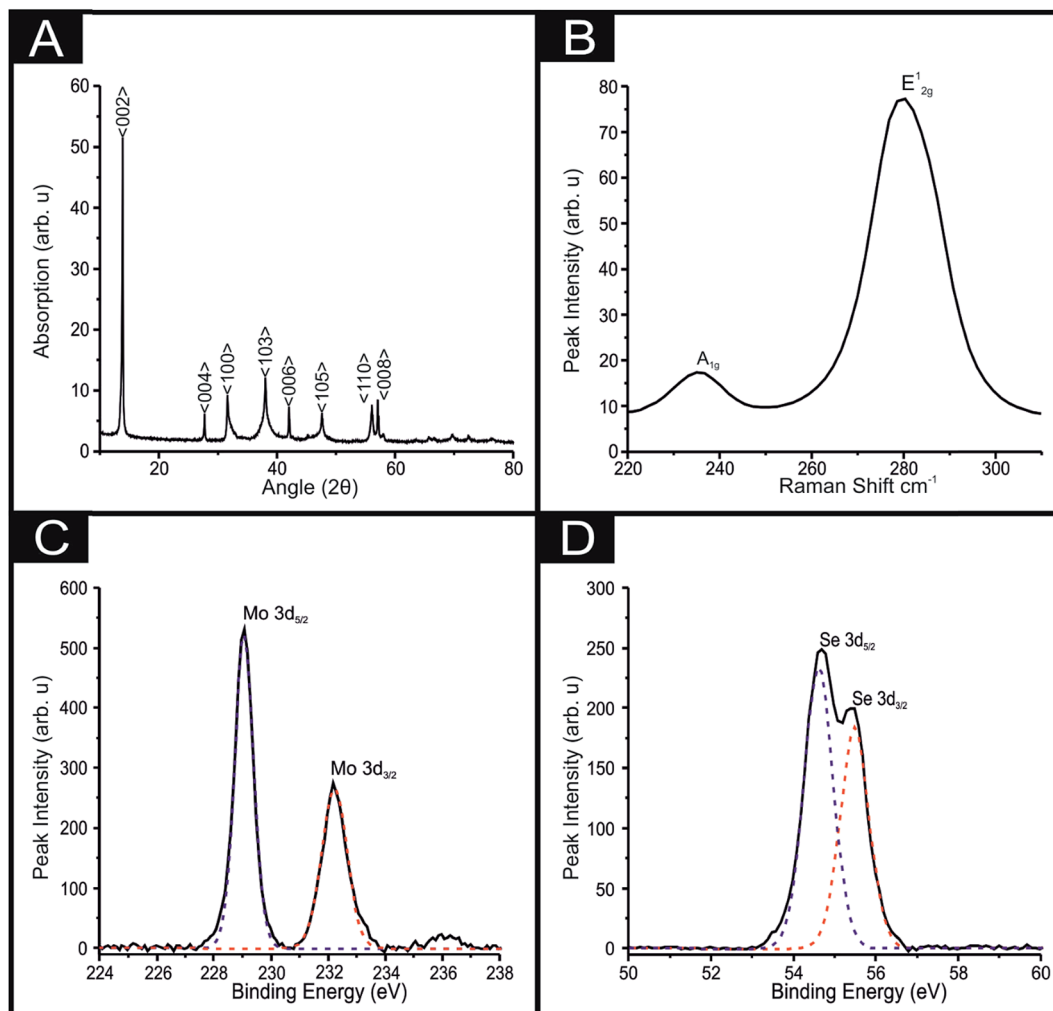 A
60
50
40
30
20
10
0
Absorption (arb. u)
<002>
<004>
<100>
<103>
<006>
<105>
<110>
<008>
20
40
60
80
Angle (2θ)
B
80
70
60
50
40
30
20
10
0
Peak Intensity (arb. u)
A1g
E¹2g
220
240
260
280
300
Raman Shift cm⁻¹
C
600
500
400
300
200
100
0
Peak Intensity (arb. u)
Mo 3d5/2
Mo 3d3/2
224 226 228 230 232 234 236 238
Binding Energy (eV)
D
300
250
200
150
100
50
0
Peak Intensity (arb. u)
Se 3d5/2
Se 3d3/2
50 52 54 56 58 60
Binding Energy (eV)